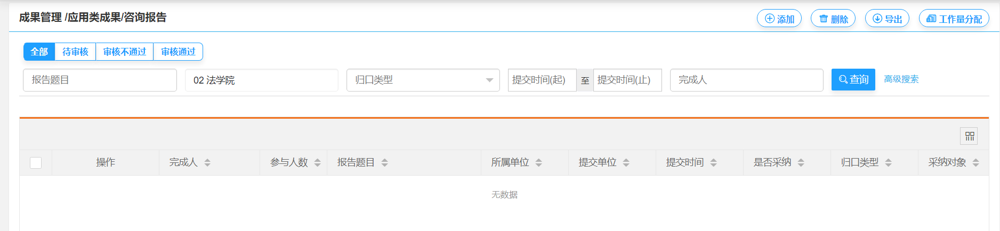 成果管理 /应用类成果/咨询报告
添加 删除 导出 工作量分配
全部 待审核 审核不通过 审核通过
报告题目 02 法学院 归口类型 提交时间(起) 至 提交时间(止) 完成人 查询 高级搜索
操作 完成人 参与人数 报告题目 所属单位 提交单位 提交时间 是否采纳 归口类型 采纳对象
无数据